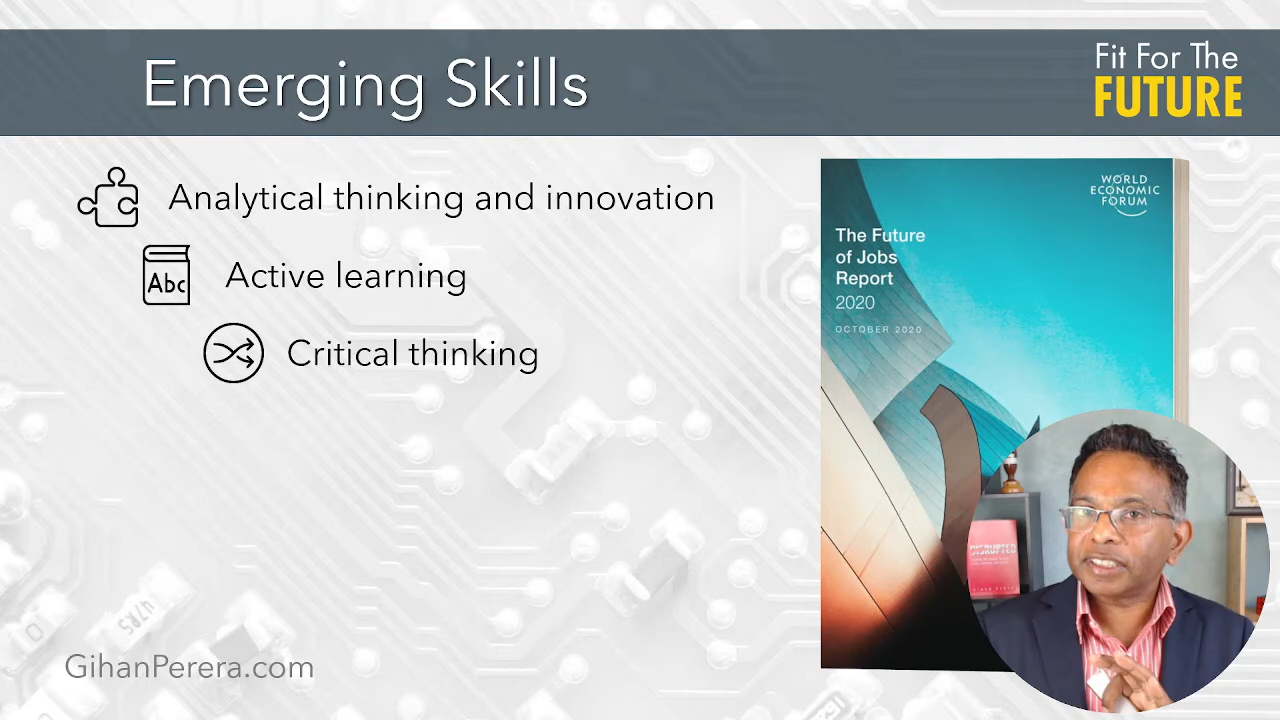 Emerging Skills
Fit For The
FUTURE
Analytical thinking and innovation
Abc
Active learning
Critical thinking
WORLD
ECONOMIC
FORUM
The Future
of Jobs
Report
2020
OCTOBER 2020
DISRUPTED
GihanPerera.com